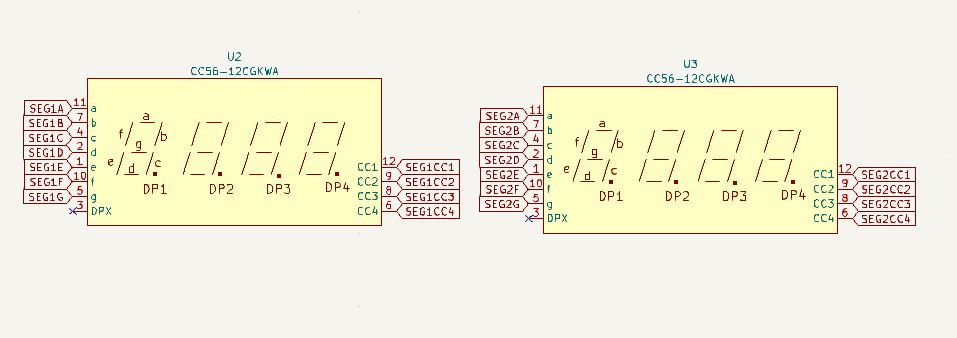 U2
CC56-12CGKWA
SEG1A 11 a
SEG1B 7 b
SEG1C 4 c
SEG1D 2 d
SEG1E 1 e
SEG1F 10 f
SEG1G 5 g
3 DPX
a
f b
g
e d c
DP1 DP2 DP3 DP4
CC1 12 SEG1CC1
CC2 9 SEG1CC2
CC3 8 SEG1CC3
CC4 6 SEG1CC4
U3
CC56-12CGKWA
SEG2A 11 a
SEG2B 7 b
SEG2C 4 c
SEG2D 2 d
SEG2E 1 e
SEG2F 10 f
SEG2G 5 g
3 DPX
a
f b
g
e d c
DP1 DP2 DP3 DP4
CC1 12 SEG2CC1
CC2 9 SEG2CC2
CC3 8 SEG2CC3
CC4 6 SEG2CC4